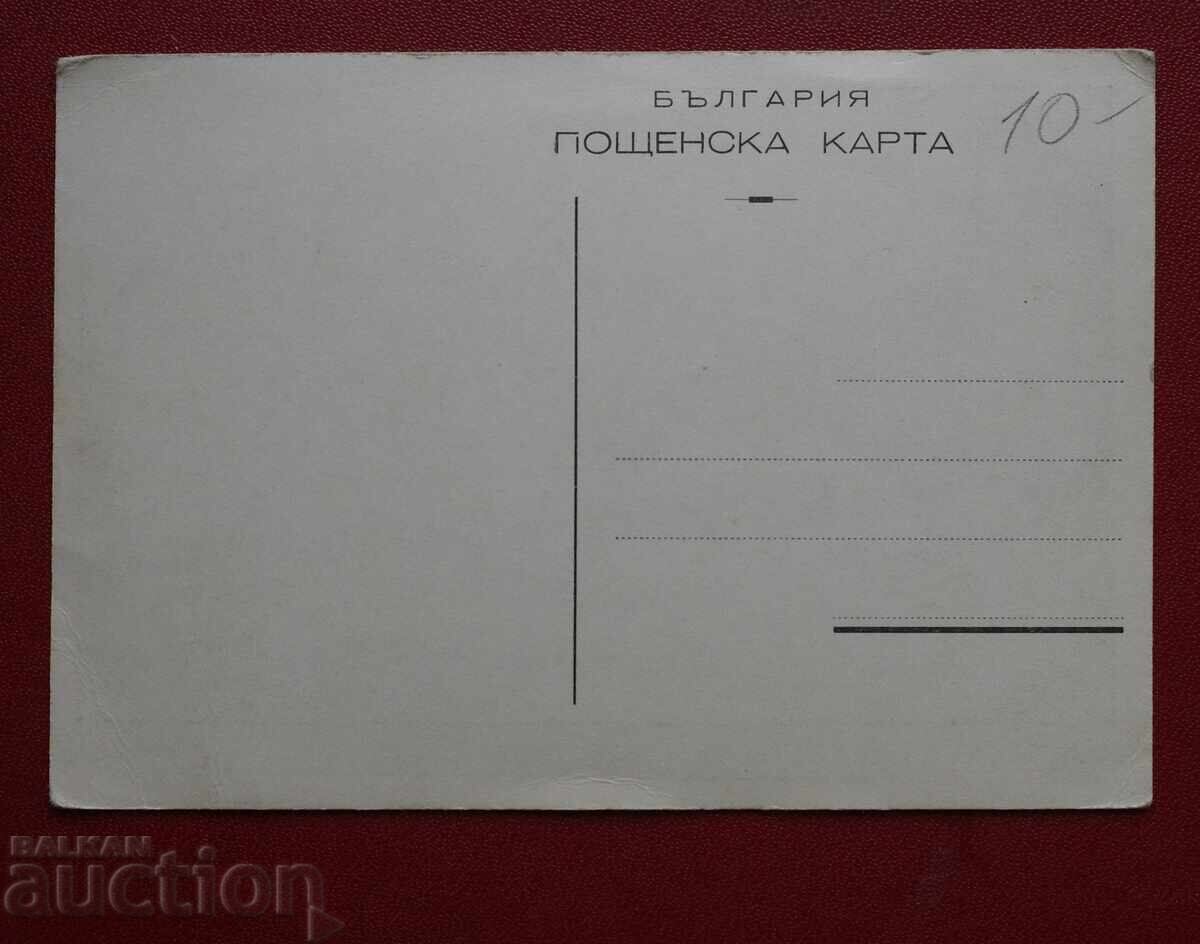 БЪЛГАРИЯ
ПОЩЕНСКА КАРТА
10-
BALKAN
auction